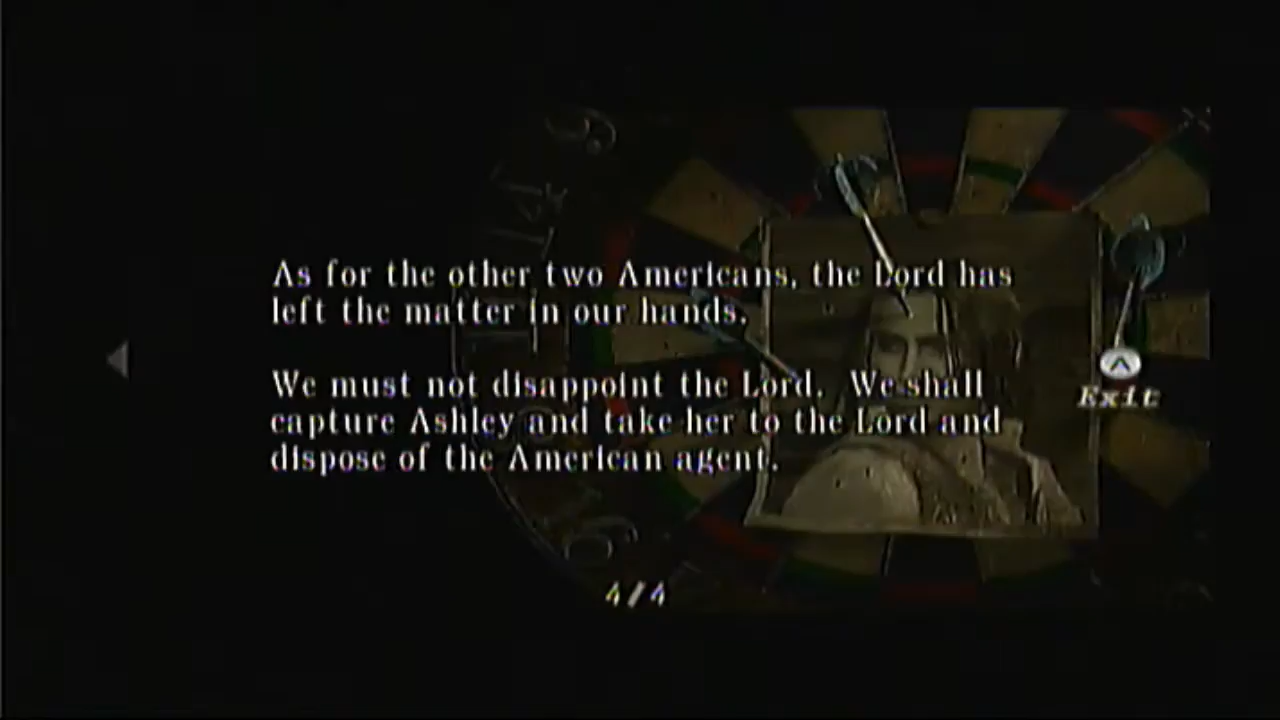 As for the other two Americans, the Lord has
left the matter in our hands.
We must not disappoint the Lord. We shall
capture Ashley and take her to the Lord and
dispose of the American agent.
A
Exit
4/4
14
11